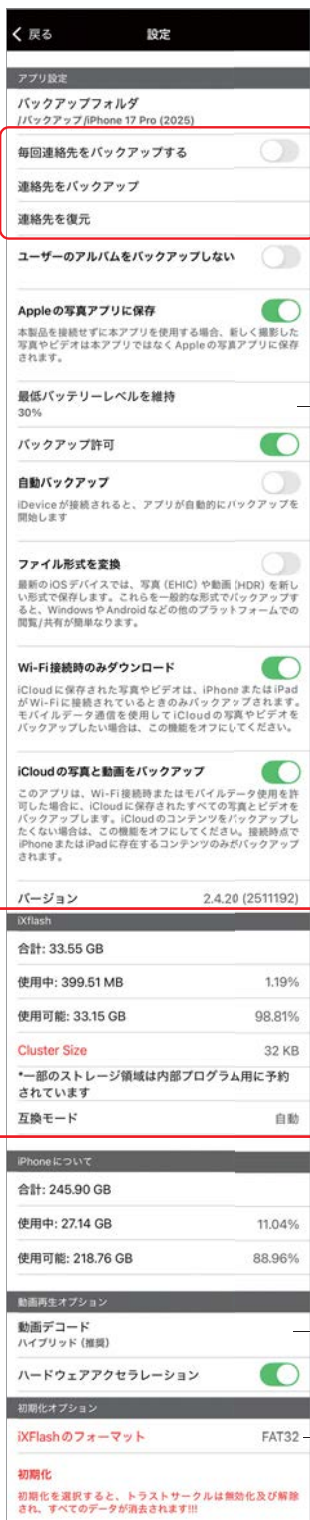 戻る 設定
アプリ設定
バックアップフォルダ
/バックアップ/iPhone 17 Pro (2025)
毎回連絡先をバックアップする
連絡先をバックアップ
連絡先を復元
ユーザーのアルバムをバックアップしない
Appleの写真アプリに保存
本製品を接続せずに本アプリを使用する場合、新しく撮影した
写真やビデオは本アプリではなくAppleの写真アプリに保存
されます。
最低バッテリーレベルを維持
30%
バックアップ許可
自動バックアップ
iDeviceが接続されると、アプリが自動的にバックアップを
開始します
ファイル形式を変換
最新のiOSデバイスでは、写真（EHIC）や動画（HDR）を新し
い形式で保存します。これらを一般的な形式でバックアップす
ると、WindowsやAndroidなどの他のプラットフォームでの
閲覧/共有が簡単なります。
Wi-Fi接続時のみダウンロード
iCloudに保存された写真やビデオは、iPhoneまたはiPad
がWi-Fiに接続されているときのみバックアップされます。
モバイルデータ通信を使用してiCloudの写真やビデオを
バックアップしたい場合は、この機能をオフにしてください。
iCloudの写真と動画をバックアップ
このアプリは、Wi-Fi接続時またはモバイルデータ使用を許
可した場合に、iCloudに保存されたすべての写真とビデオを
バックアップします。iCloudのコンテンツをバックアップし
たくない場合は、この機能をオフにしてください。接続時点で
iPhoneまたはiPadに存在するコンテンツのみがバックアップ
されます。
バージョン 2.4.20 (2511192)
iXflash
合計: 33.55 GB
使用中: 399.51 MB 1.19%
使用可能: 33.15 GB 98.81%
Cluster Size 32 KB
*一部のストレージ領域は内部プログラム用に予約
されています
互換モード 自動
iPhoneについて
合計: 245.90 GB
使用中: 27.14 GB 11.04%
使用可能: 218.76 GB 88.96%
動画再生オプション
動画デコード
ハイブリッド（推奨）
ハードウェアアクセラレーション
初期化オプション
iXFlashのフォーマット FAT32
初期化
初期化を選択すると、トラストサークルは無効化及び解除
され、すべてのデータが消去されます!!!